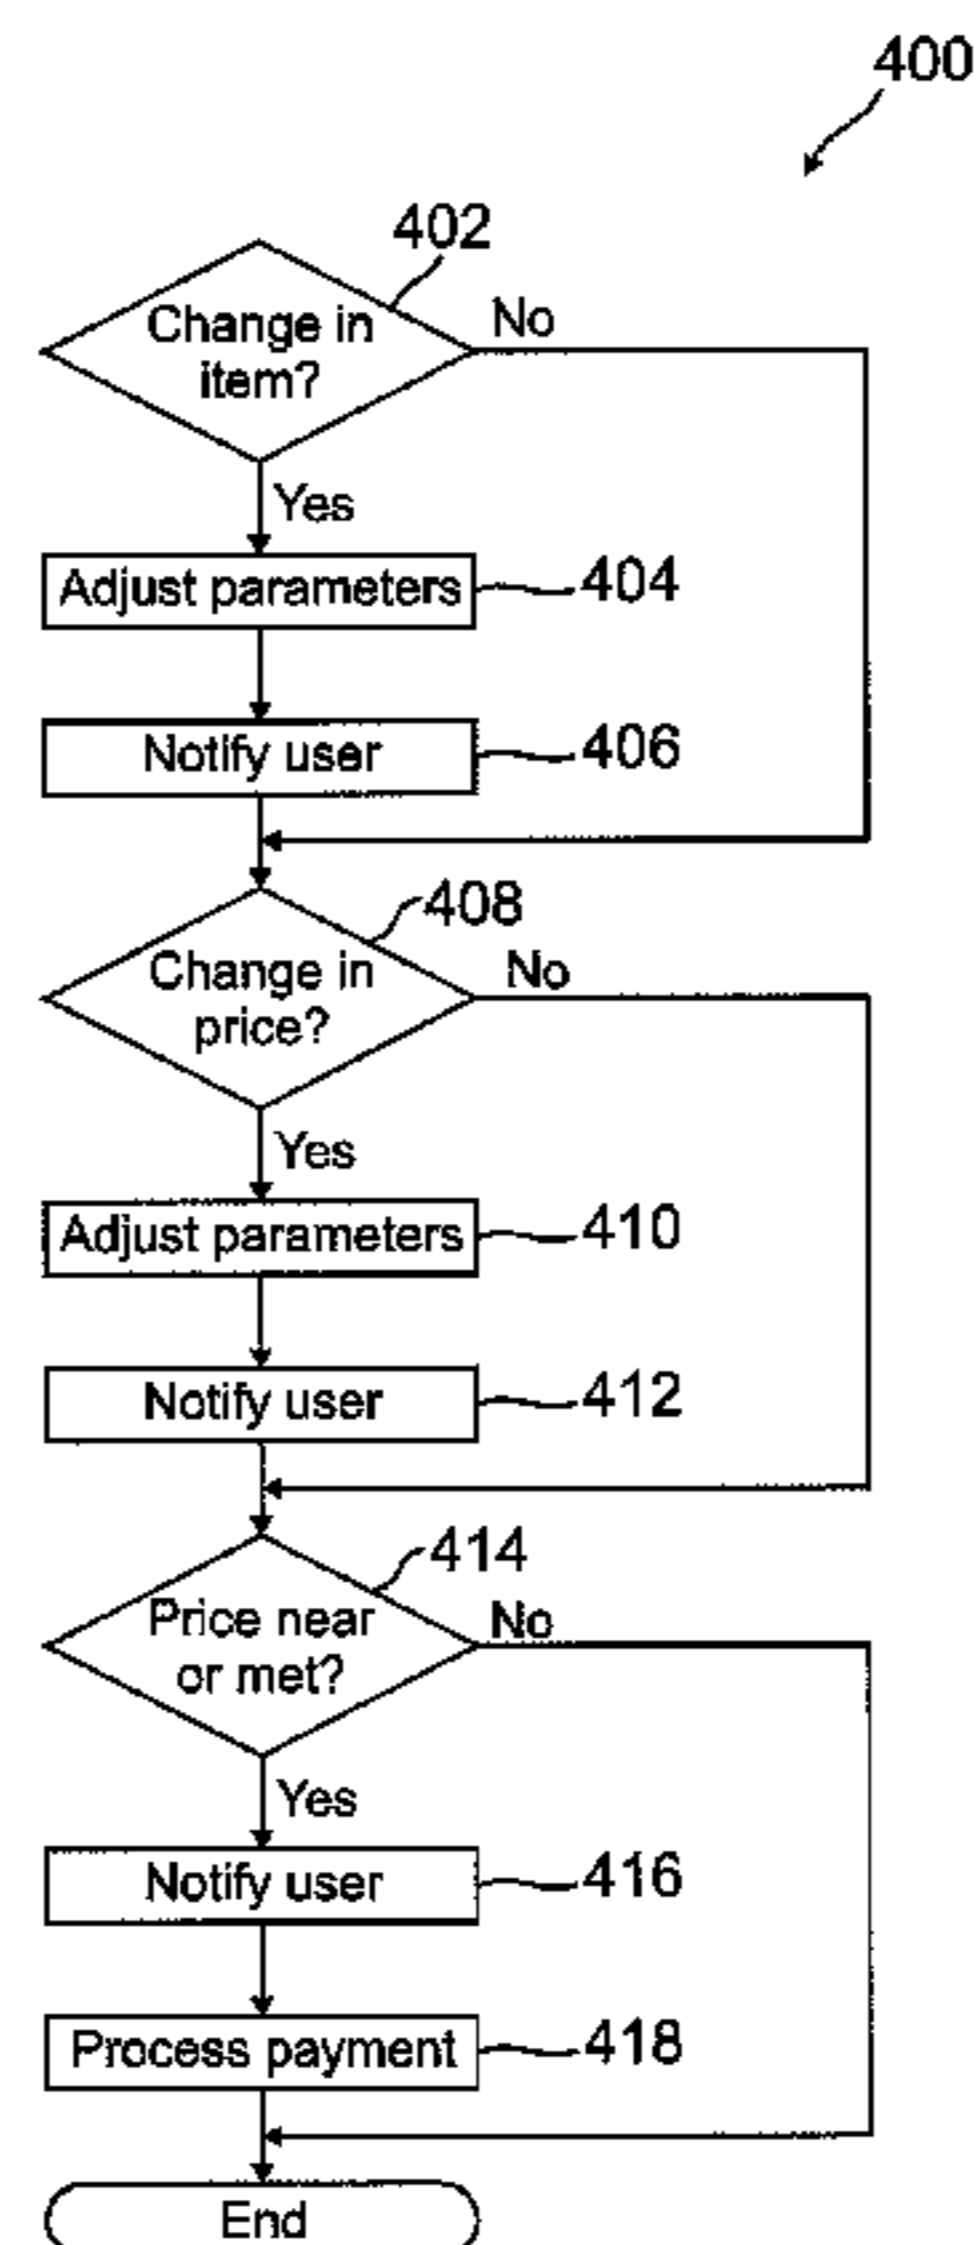 400
402
Change in
item?
No
Yes
Adjust parameters
404
Notify user
406
408
Change in
price?
No
Yes
Adjust parameters
410
Notify user
412
414
Price near
or met?
No
Yes
Notify user
416
Process payment
418
End